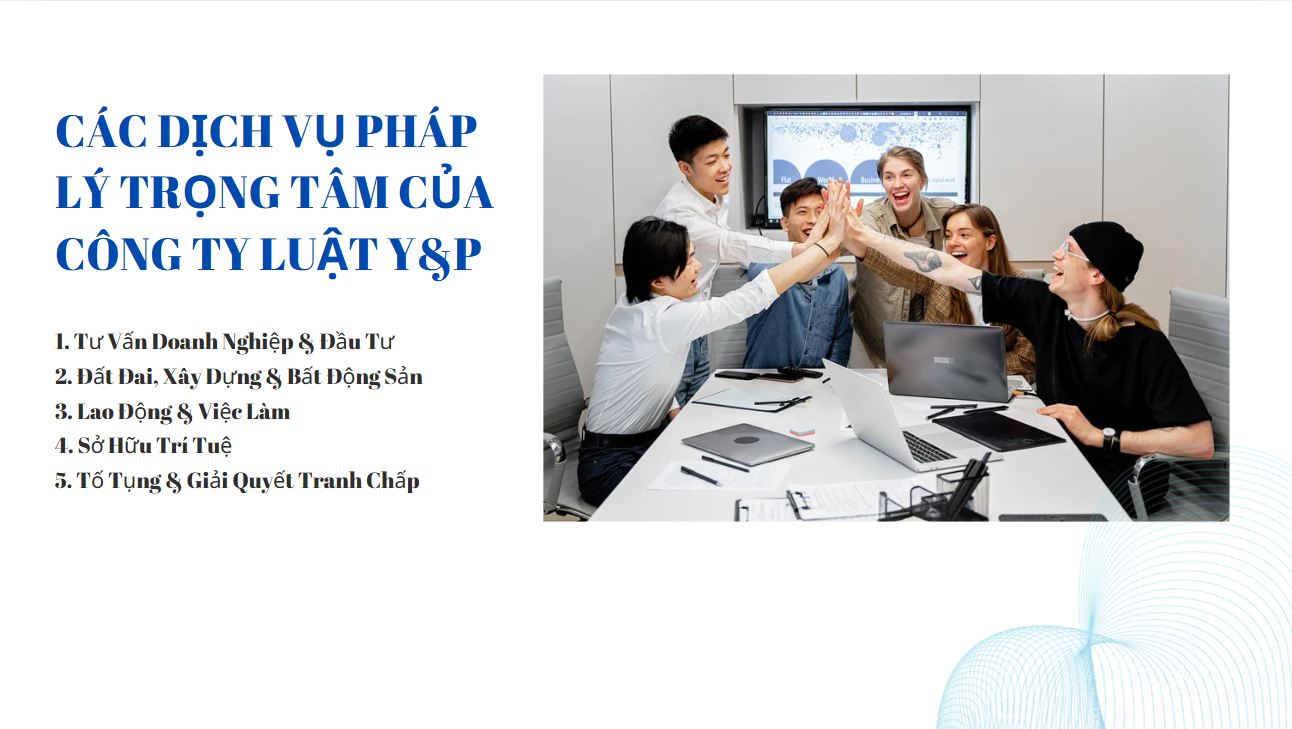 CÁC DỊCH VỤ PHÁP
LÝ TRỌNG TÂM CỦA
CÔNG TY LUẬT Y&P
1. Tư Vấn Doanh Nghiệp & Đầu Tư
2. Đất Đai, Xây Dựng & Bất Động Sản
3. Lao Động & Việc Làm
4. Sở Hữu Trí Tuệ
5. Tố Tụng & Giải Quyết Tranh Chấp
Flat